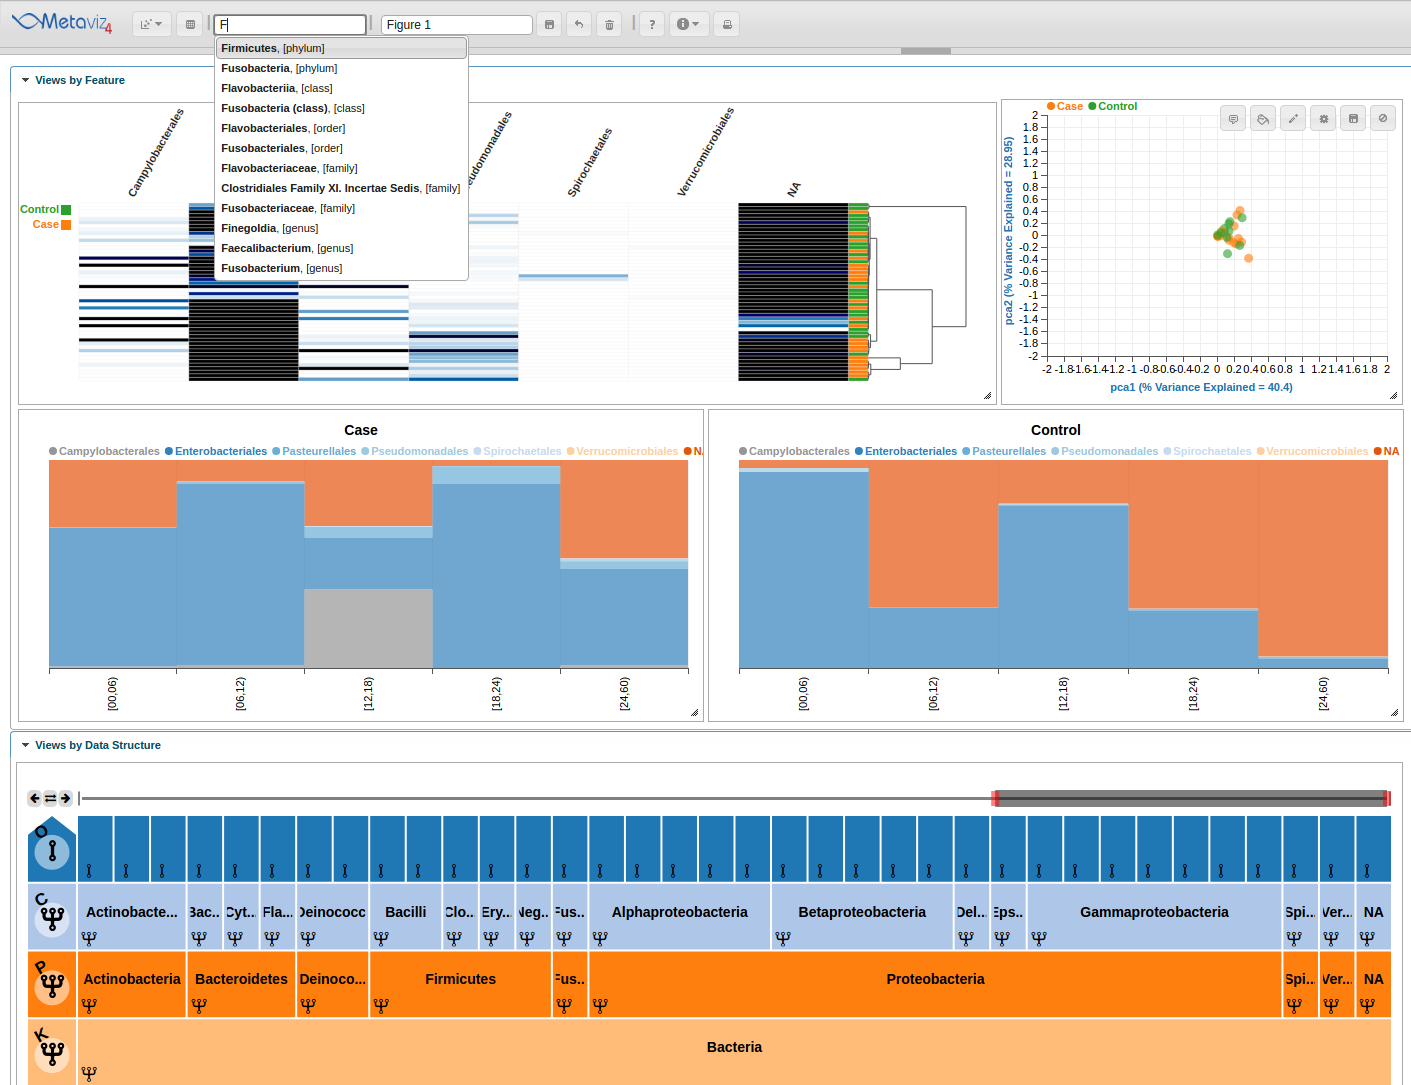 Metaviz 4
F
Figure 1
?
Firmicutes, [phylum]
Fusobacteria, [phylum]
Flavobacteriia, [class]
Fusobacteria (class), [class]
Flavobacteriales, [order]
Fusobacteriales, [order]
Flavobacteriaceae, [family]
Clostridiales Family XI. Incertae Sedis, [family]
Fusobacteriaceae, [family]
Finegoldia, [genus]
Faecalibacterium, [genus]
Fusobacterium, [genus]
Views by Feature
Campylobacterales
eudomonadales
Spirochaetales
Verrucomicrobiales
NA
Control
Case
Case Control
2
1.8
1.6
1.4
1.2
1
0.8
0.6
0.4
0.2
0
-0.2
-0.4
-0.6
-0.8
-1
-1.2
-1.4
-1.6
-1.8
-2
-2 -1.8 -1.6 -1.4 -1.2 -1 -0.8 -0.6 -0.4 -0.2 0 0.2 0.4 0.6 0.8 1 1.2 1.4 1.6 1.8 2
pca2 (% Variance Explained = 28.95)
pca1 (% Variance Explained = 40.4)
Case
Campylobacterales Enterobacteriales Pasteurellales Pseudomonadales Spirochaetales Verrucomicrobiales NA
[00,06) [06,12) [12,18) [18,24) [24,60)
Control
Campylobacterales Enterobacteriales Pasteurellales Pseudomonadales Spirochaetales Verrucomicrobiales NA
[00,06) [06,12) [12,18) [18,24) [24,60)
Views by Data Structure
O
C
Actinobacte... Bac... Cyt... Fla... Deinococc Bacilli Clo... Ery... Neg... Fus... Alphaproteobacteria Betaproteobacteria Del... Eps... Gammaproteobacteria Spi... Ver... NA
P
Actinobacteria Bacteroidetes Deinoco... Firmicutes Fus... Proteobacteria Spi... Ver... NA
K
Bacteria